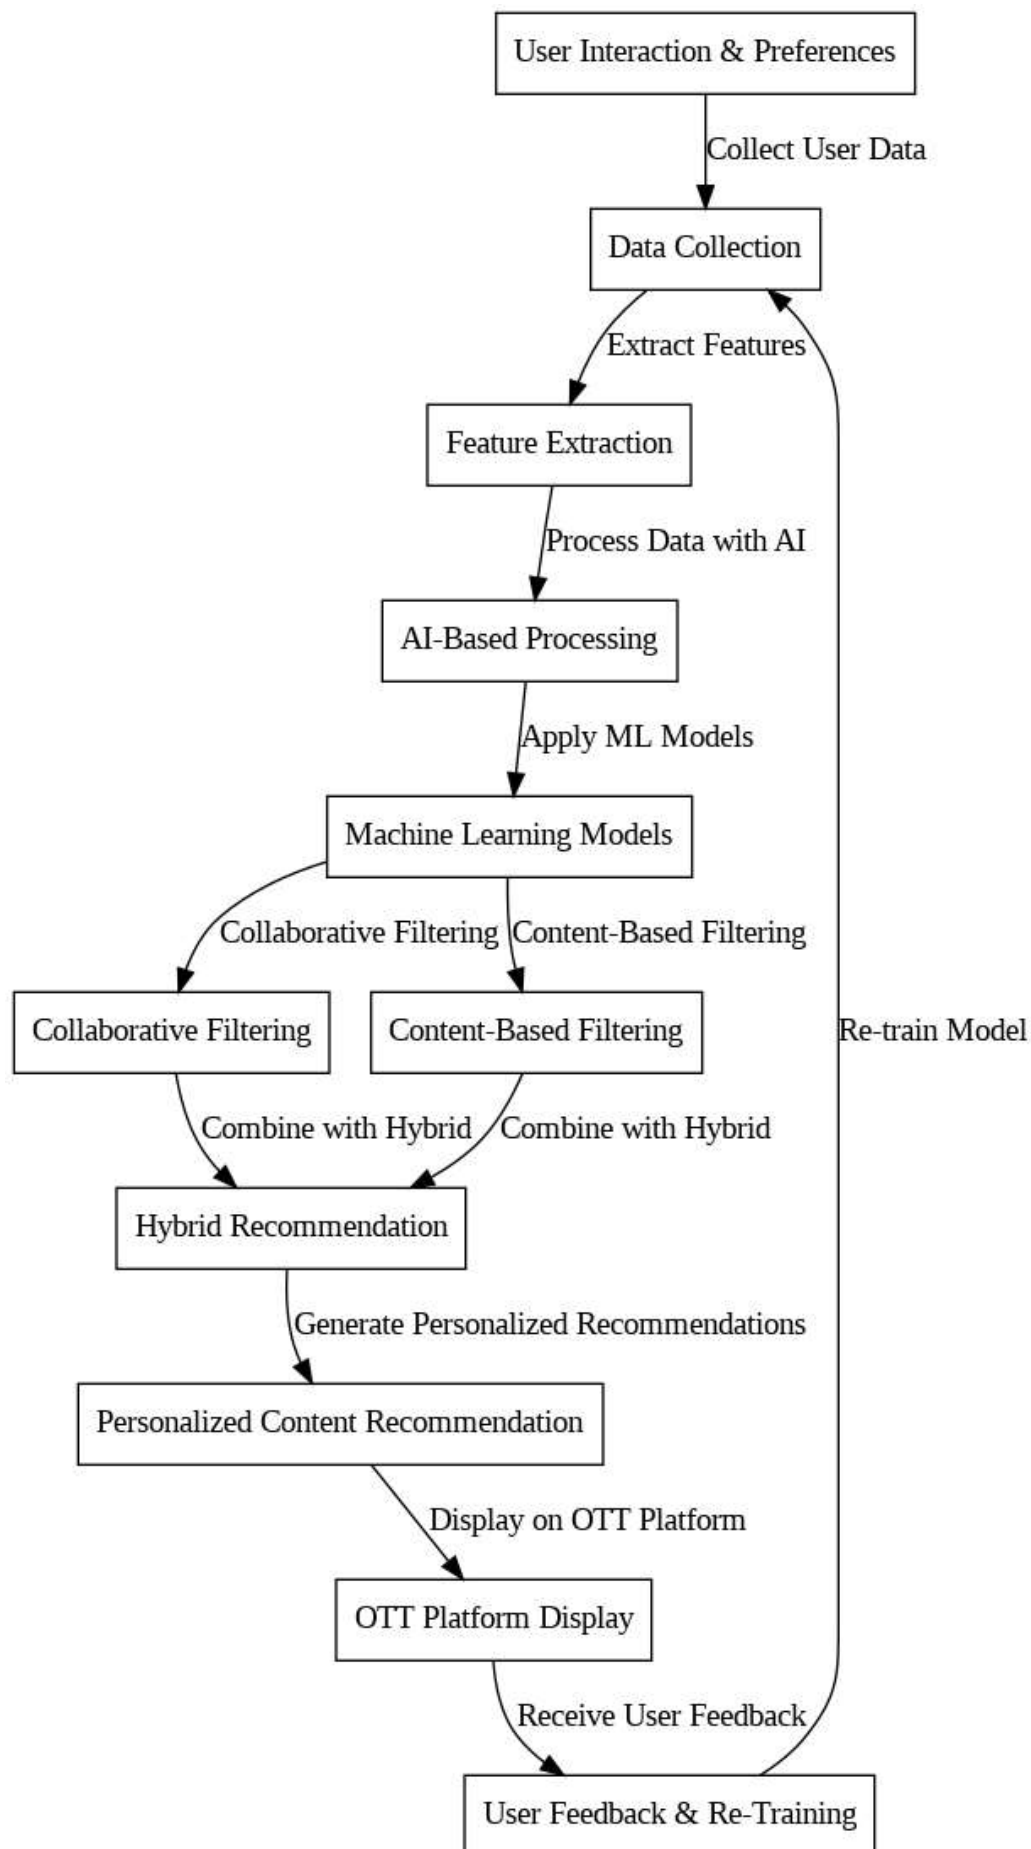 User Interaction & Preferences
Collect User Data
Data Collection
Extract Features
Feature Extraction
Process Data with AI
AI-Based Processing
Apply ML Models
Machine Learning Models
Collaborative Filtering
Content-Based Filtering
Collaborative Filtering
Content-Based Filtering
Re-train Model
Combine with Hybrid
Combine with Hybrid
Hybrid Recommendation
Generate Personalized Recommendations
Personalized Content Recommendation
Display on OTT Platform
OTT Platform Display
Receive User Feedback
User Feedback & Re-Training